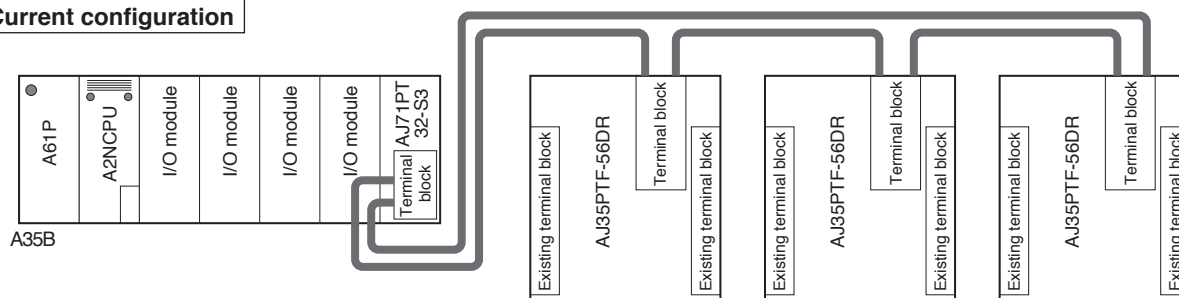 Current configuration
A61P
A2NCPU
I/O module
I/O module
I/O module
I/O module
AJ71PT
32-S3
Terminal
block
A35B
Existing terminal block
AJ35PTF-56DR
Terminal block
Existing terminal block
Existing terminal block
AJ35PTF-56DR
Terminal block
Existing terminal block
Existing terminal block
AJ35PTF-56DR
Terminal block
Existing terminal block